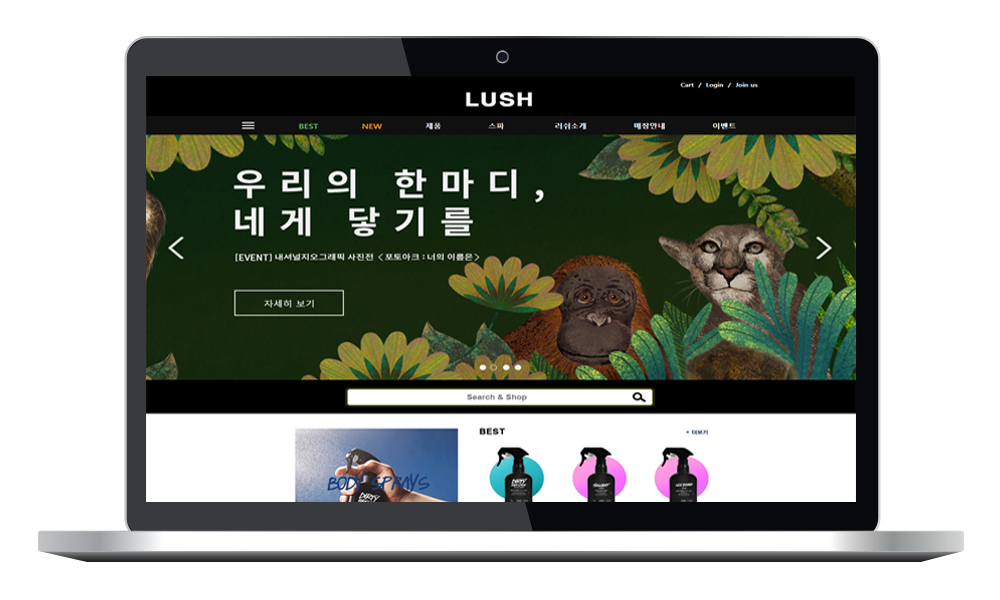 Cart / Login / Join us
LUSH
BEST NEW 제품 스파 러쉬소개 매장안내 이벤트
우리의 한마디,
네게 닿기를
[EVENT] 내셔널지오그래픽 사진전 < 포토아크 : 너의 이름은 >
자세히 보기
Search & Shop
BEST
+ 더보기
BODY SPRAYS
DIRTY
DIRTY